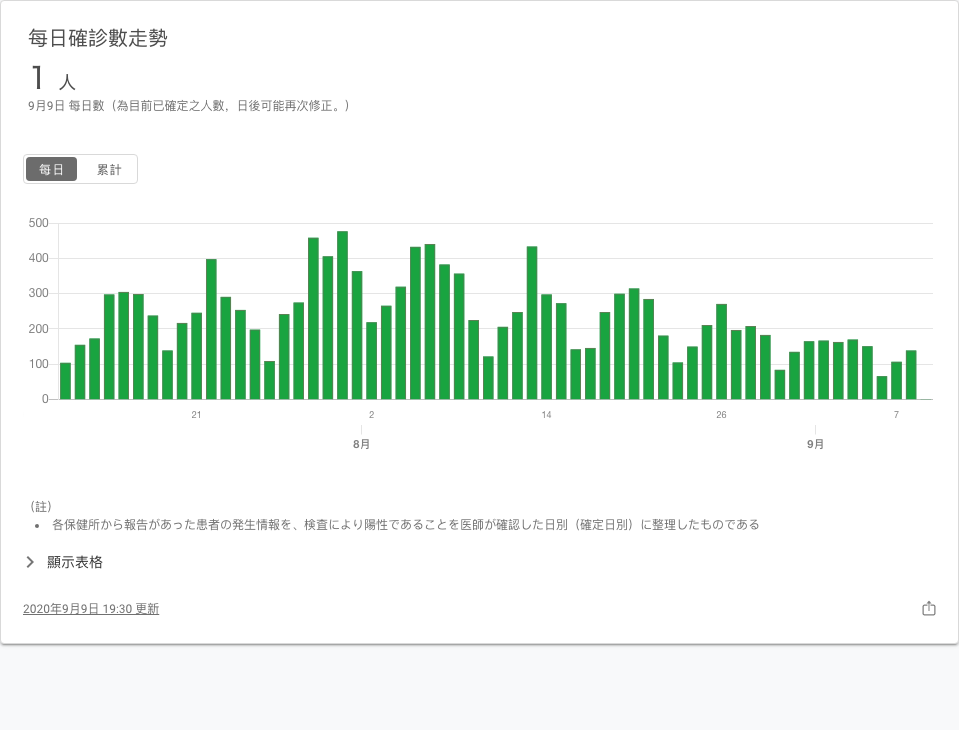 每日確診數走勢
1 人
9月9日 每日數（為目前已確定之人數，日後可能再次修正。）
每日 累計
500
400
300
200
100
0
21 2 14 26 7
8月 9月
（註）
• 各保健所から報告があった患者の発生情報を、検査により陽性であることを医師が確認した日別（確定日別）に整理したものである
顯示表格
2020年9月9日 19:30 更新